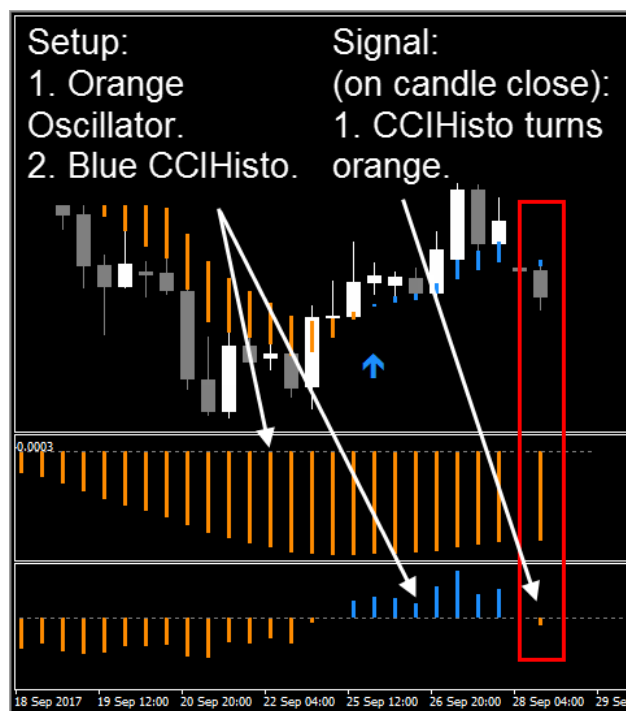 Setup:
1. Orange
Oscillator.
2. Blue CCIHisto.
Signal:
(on candle close):
1. CCIHisto turns
orange.
-0.0003
18 Sep 2017
19 Sep 12:00
20 Sep 20:00
22 Sep 04:00
25 Sep 12:00
26 Sep 20:00
28 Sep 04:00
29 Se